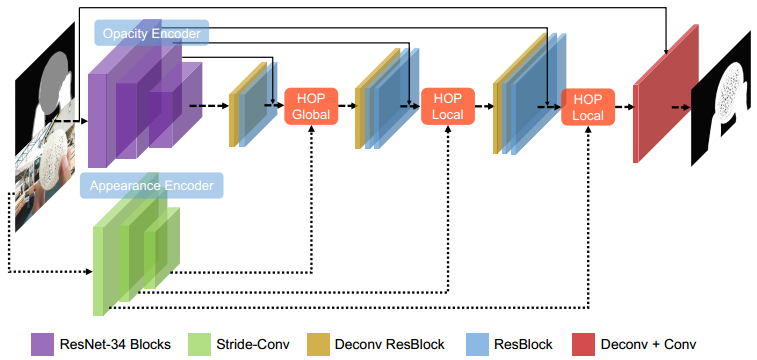 Opacity Encoder
HOP
Global
HOP
Local
HOP
Local
Appearance Encoder
ResNet-34 Blocks
Stride-Conv
Deconv ResBlock
ResBlock
Deconv + Conv